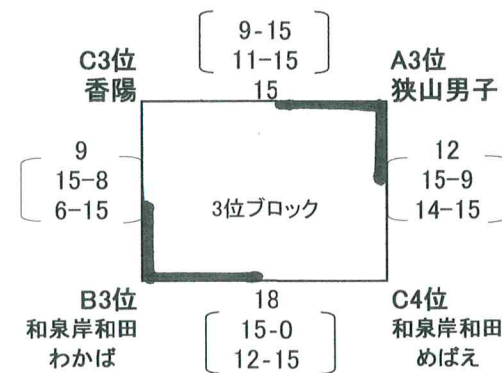 9-15
11-15
15
C3位
香陽
A3位
狭山男子
9
15-8
6-15
3位ブロック
12
15-9
14-15
B3位
和泉岸和田
わかば
18
15-0
12-15
C4位
和泉岸和田
めばえ